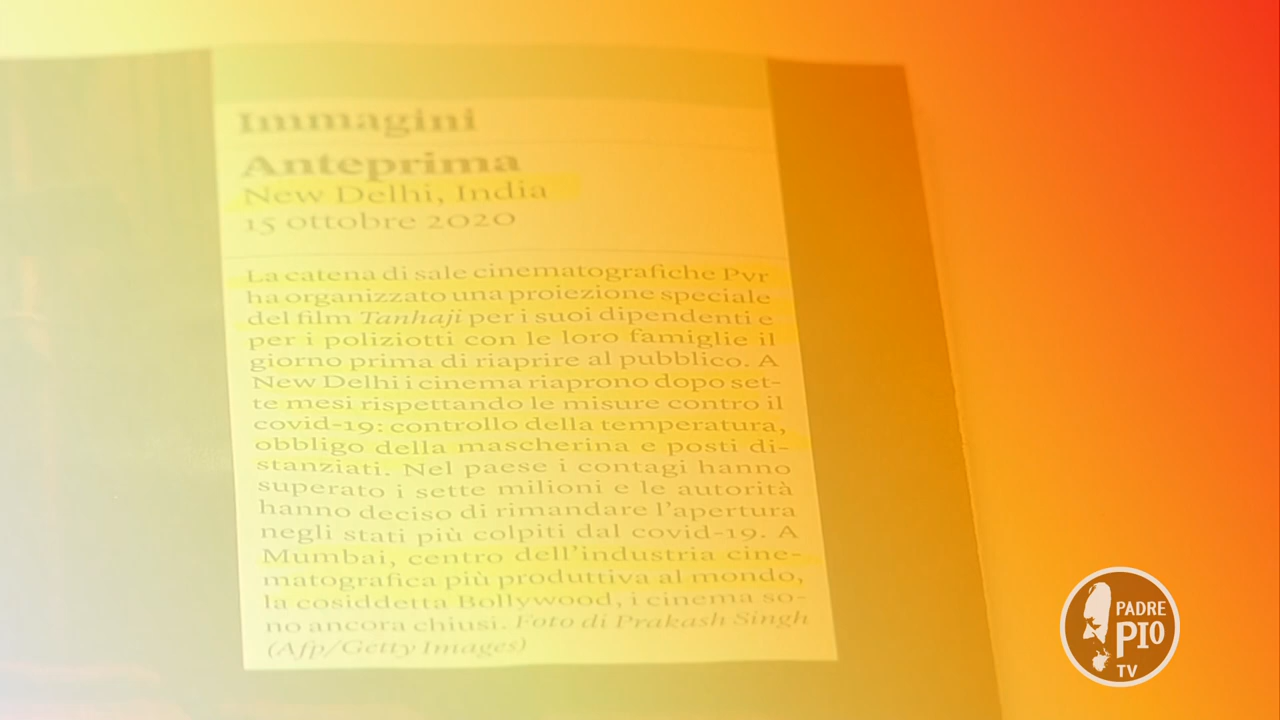 Immagini
Anteprima
New Delhi, India
15 ottobre 2020
La catena di sale cinematografiche Pvr
ha organizzato una proiezione speciale
del film Tanhaji per i suoi dipendenti e
per i poliziotti con le loro famiglie il
giorno prima di riaprire al pubblico. A
New Delhi i cinema riaprono dopo set-
te mesi rispettando le misure contro il
covid-19: controllo della temperatura,
obbligo della mascherina e posti di-
stanziati. Nel paese i contagi hanno
superato i sette milioni e le autorità
hanno deciso di rimandare l'apertura
negli stati più colpiti dal covid-19. A
Mumbai, centro dell'industria cine-
matografica più produttiva al mondo,
la cosiddetta Bollywood, i cinema so-
no ancora chiusi. Foto di Prakash Singh
(Afp/Getty Images)
PADRE
PIO
TV